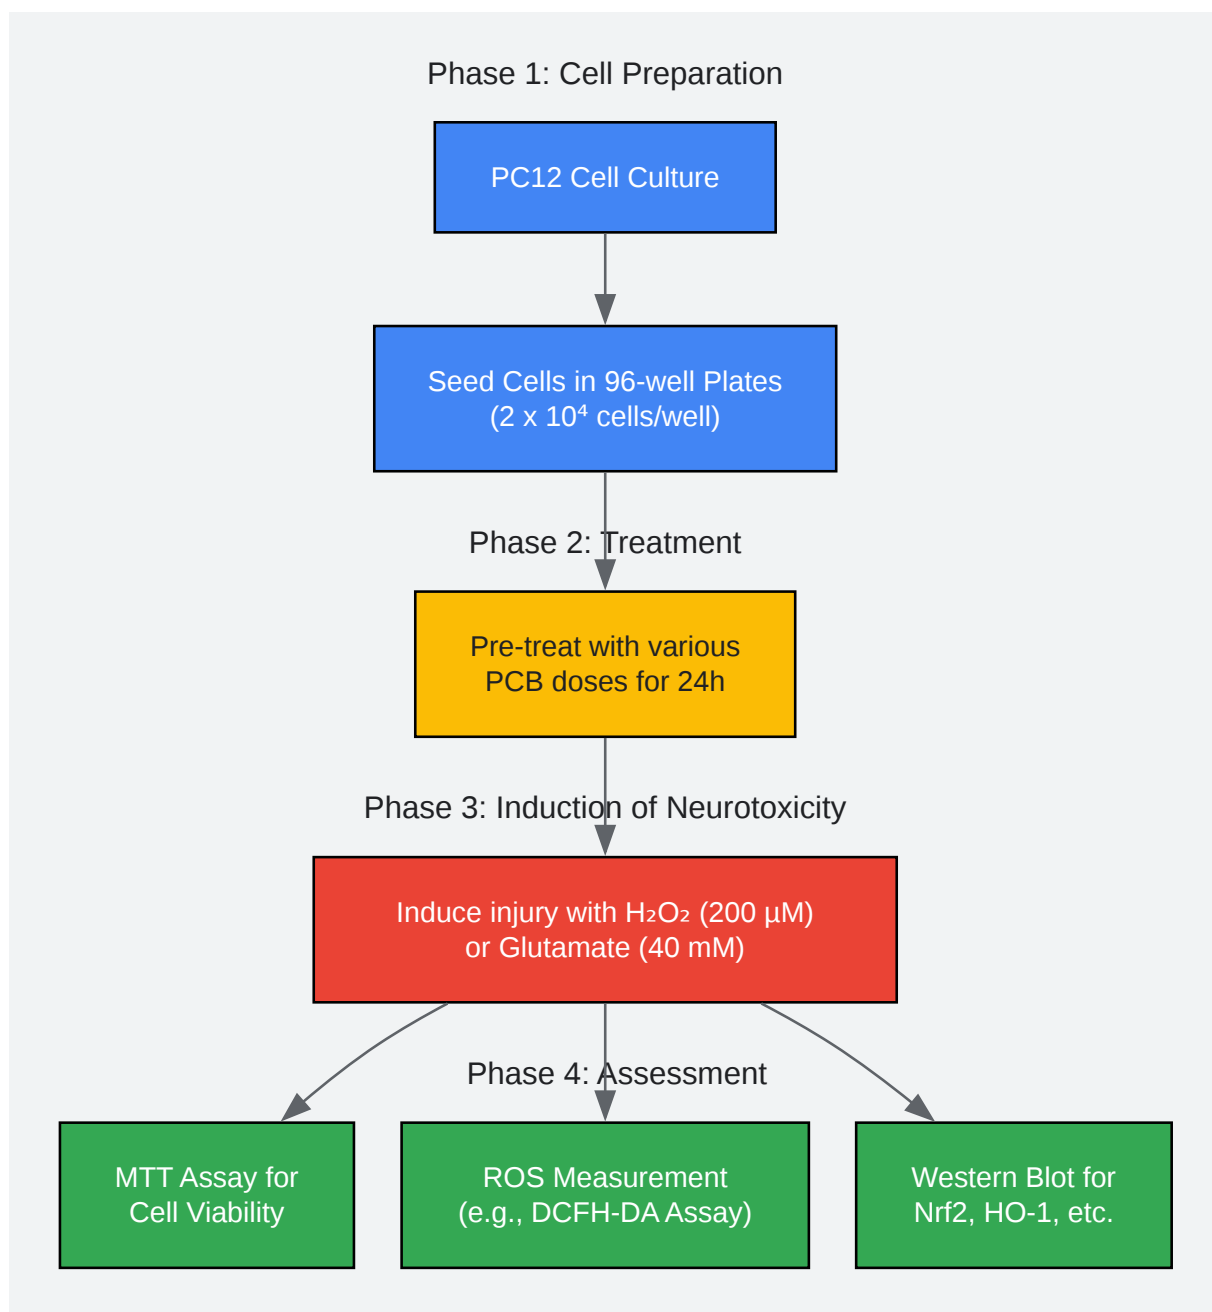 Phase 1: Cell Preparation
PC12 Cell Culture
Seed Cells in 96-well Plates
(2 x 10⁴ cells/well)
Phase 2: Treatment
Pre-treat with various
PCB doses for 24h
Phase 3: Induction of Neurotoxicity
Induce injury with H₂O₂ (200 µM)
or Glutamate (40 mM)
Phase 4: Assessment
MTT Assay for
Cell Viability
ROS Measurement
(e.g., DCFH-DA Assay)
Western Blot for
Nrf2, HO-1, etc.